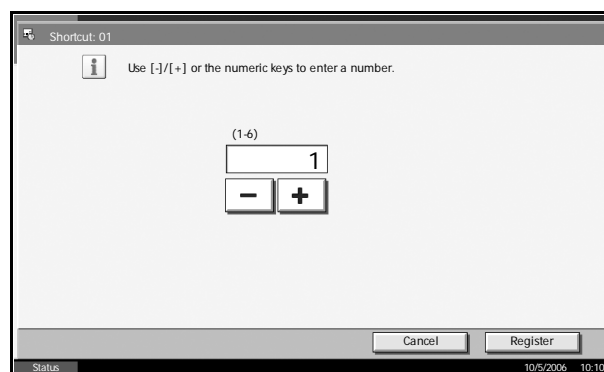 Shortcut: 01
Use [-]/[+] or the numeric keys to enter a number.
(1-6)
1
− +
Cancel Register
Status 10/5/2006 10:10